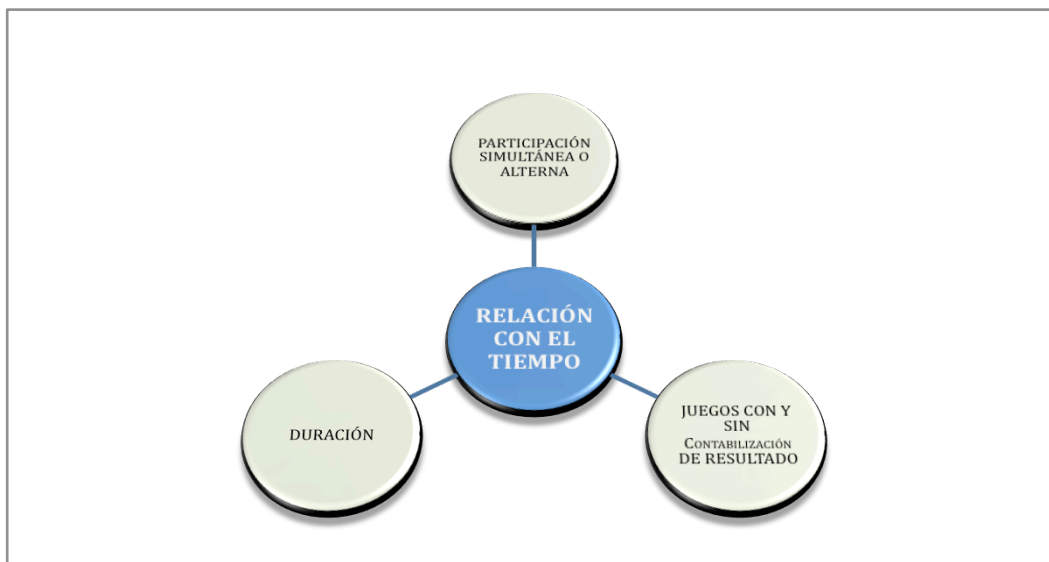 PARTICIPACIÓN
SIMULTÁNEA O
ALTERNA
RELACIÓN
CON EL
TIEMPO
DURACIÓN
JUEGOS CON Y
SIN
CONTABILIZACIÓN
DE RESULTADO